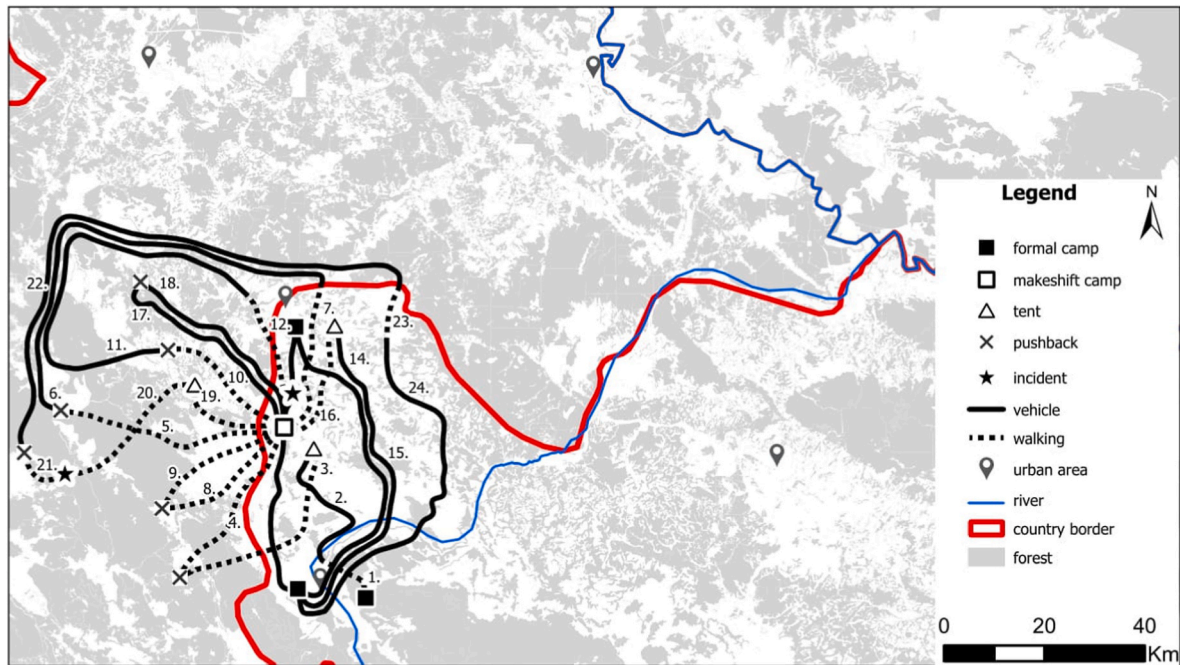 Legend
N
formal camp
makeshift camp
tent
pushback
incident
vehicle
walking
urban area
river
country border
forest
0 20 40
Km
22.
18.
17.
7.
12.
23.
11.
14.
10.
20.
19.
24.
6.
16.
5.
15.
21.
9.
3.
8.
2.
4.
1.